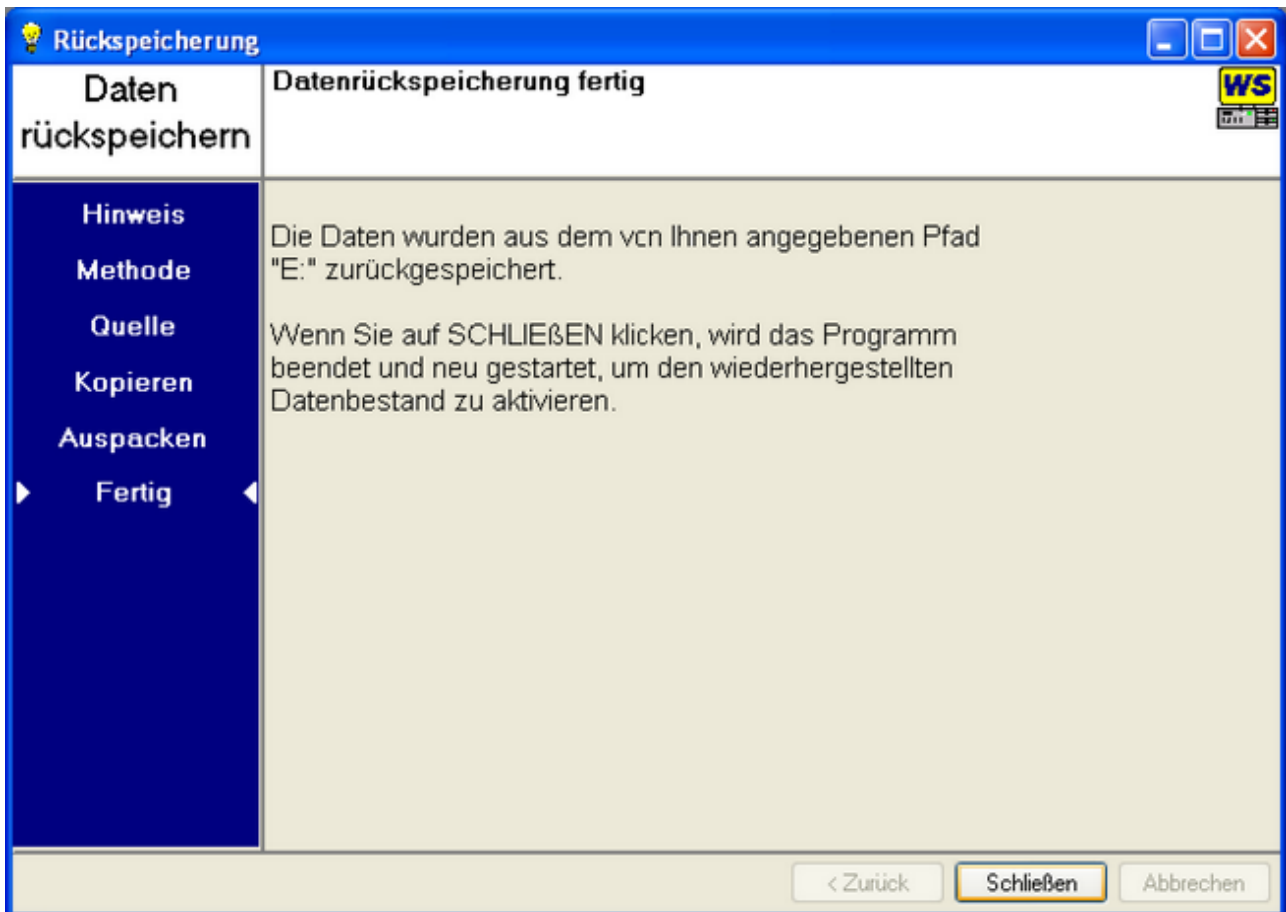 Rückspeicherung
Daten
rückspeichern
Datenrückspeicherung fertig
WS
Hinweis
Methode
Quelle
Kopieren
Auspacken
Fertig
Die Daten wurden aus dem von Ihnen angegebenen Pfad
"E:" zurückgespeichert.
Wenn Sie auf SCHLIEßEN klicken, wird das Programm
beendet und neu gestartet, um den wiederhergestellten
Datenbestand zu aktivieren.
< Zurück
Schließen
Abbrechen